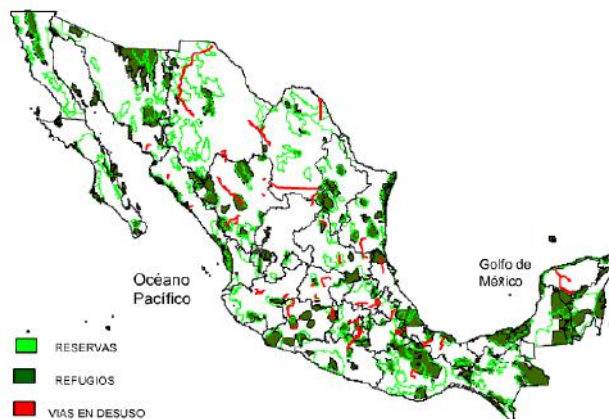 Golfo de
México
Océano
Pacífico
RESERVAS
REFUGIOS
VIAS EN DESUSO